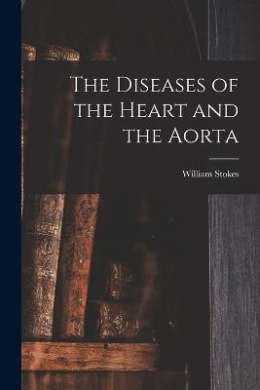 The Diseases of
the Heart and
the Aorta
William Stokes